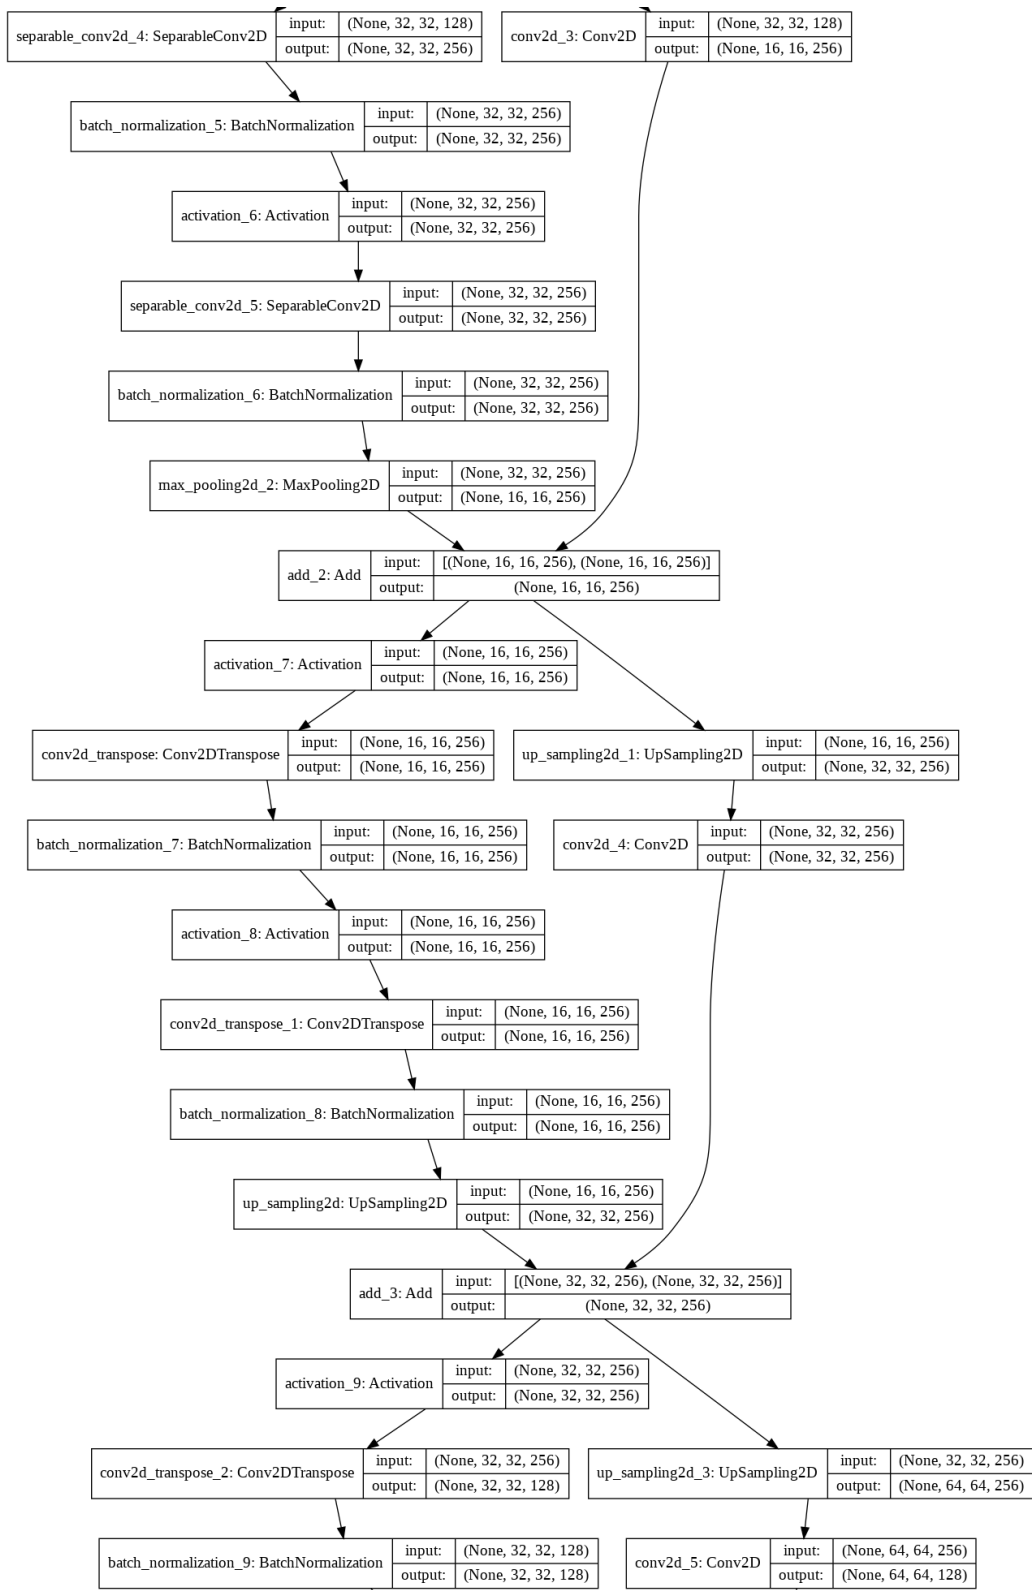 separable_conv2d_4: SeparableConv2D
input: (None, 32, 32, 128)
output: (None, 32, 32, 256)
conv2d_3: Conv2D
input: (None, 32, 32, 128)
output: (None, 16, 16, 256)
batch_normalization_5: BatchNormalization
input: (None, 32, 32, 256)
output: (None, 32, 32, 256)
activation_6: Activation
input: (None, 32, 32, 256)
output: (None, 32, 32, 256)
separable_conv2d_5: SeparableConv2D
input: (None, 32, 32, 256)
output: (None, 32, 32, 256)
batch_normalization_6: BatchNormalization
input: (None, 32, 32, 256)
output: (None, 32, 32, 256)
max_pooling2d_2: MaxPooling2D
input: (None, 32, 32, 256)
output: (None, 16, 16, 256)
add_2: Add
input: [(None, 16, 16, 256), (None, 16, 16, 256)]
output: (None, 16, 16, 256)
activation_7: Activation
input: (None, 16, 16, 256)
output: (None, 16, 16, 256)
conv2d_transpose: Conv2DTranspose
input: (None, 16, 16, 256)
output: (None, 16, 16, 256)
up_sampling2d_1: UpSampling2D
input: (None, 16, 16, 256)
output: (None, 32, 32, 256)
batch_normalization_7: BatchNormalization
input: (None, 16, 16, 256)
output: (None, 16, 16, 256)
conv2d_4: Conv2D
input: (None, 32, 32, 256)
output: (None, 32, 32, 256)
activation_8: Activation
input: (None, 16, 16, 256)
output: (None, 16, 16, 256)
conv2d_transpose_1: Conv2DTranspose
input: (None, 16, 16, 256)
output: (None, 16, 16, 256)
batch_normalization_8: BatchNormalization
input: (None, 16, 16, 256)
output: (None, 16, 16, 256)
up_sampling2d: UpSampling2D
input: (None, 16, 16, 256)
output: (None, 32, 32, 256)
add_3: Add
input: [(None, 32, 32, 256), (None, 32, 32, 256)]
output: (None, 32, 32, 256)
activation_9: Activation
input: (None, 32, 32, 256)
output: (None, 32, 32, 256)
conv2d_transpose_2: Conv2DTranspose
input: (None, 32, 32, 256)
output: (None, 32, 32, 128)
up_sampling2d_3: UpSampling2D
input: (None, 32, 32, 256)
output: (None, 64, 64, 256)
batch_normalization_9: BatchNormalization
input: (None, 32, 32, 128)
output: (None, 32, 32, 128)
conv2d_5: Conv2D
input: (None, 64, 64, 256)
output: (None, 64, 64, 128)